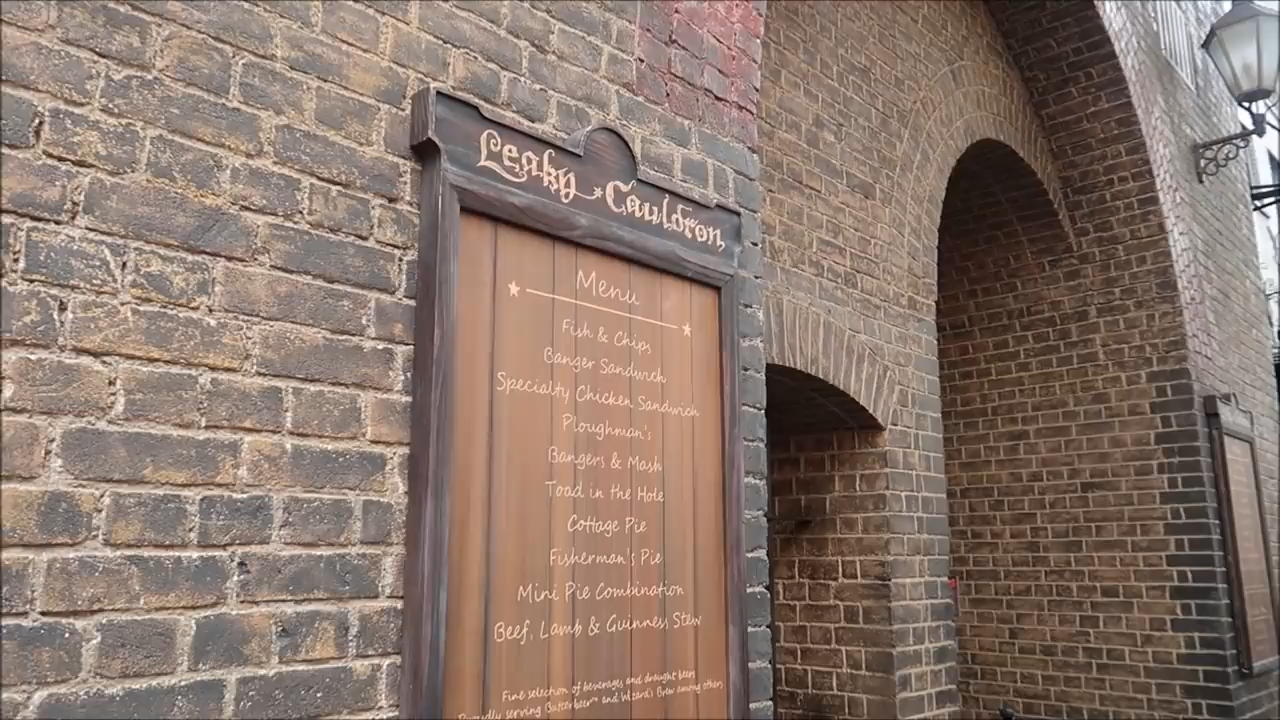 Leaky Cauldron
Menu
Fish & Chips
Banger Sandwich
Specialty Chicken Sandwich
Ploughman's
Bangers & Mash
Toad in the Hole
Cottage Pie
Fisherman's Pie
Mini Pie Combination
Beef, Lamb & Guinness Stew
Fine selection of beverages and draught beers
Proudly serving Butterbeer™ and Wizard's Brew among others